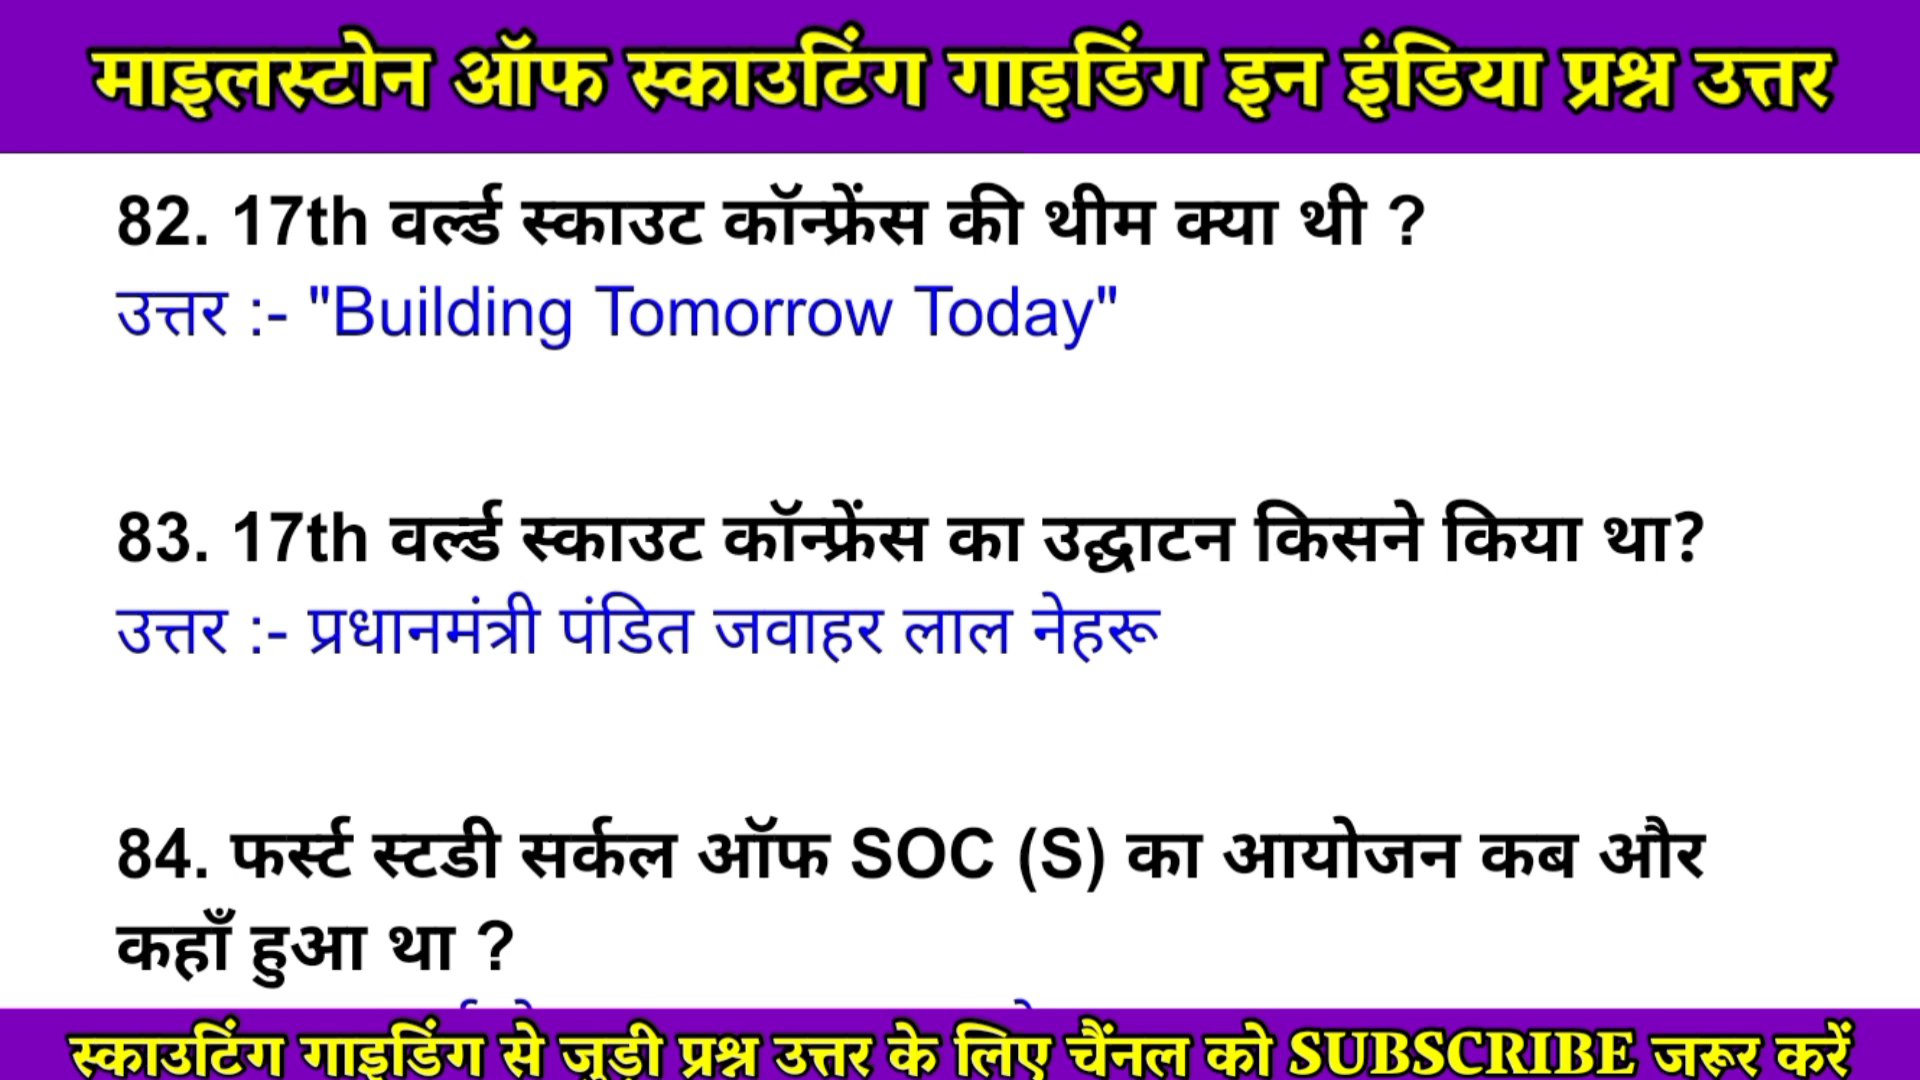 माइलस्टोन ऑफ स्काउटिंग गाइडिंग इन इंडिया प्रश्न उत्तर
82. 17th वर्ल्ड स्काउट कॉन्फ्रेंस की थीम क्या थी ?
उत्तर :- "Building Tomorrow Today"
83. 17th वर्ल्ड स्काउट कॉन्फ्रेंस का उद्घाटन किसने किया था?
उत्तर :- प्रधानमंत्री पंडित जवाहर लाल नेहरू
84. फर्स्ट स्टडी सर्कल ऑफ SOC (S) का आयोजन कब और
कहाँ हुआ था ?
स्काउटिंग गाइडिंग से जुड़ी प्रश्न उत्तर के लिए चैंनल को SUBSCRIBE जरूर करें